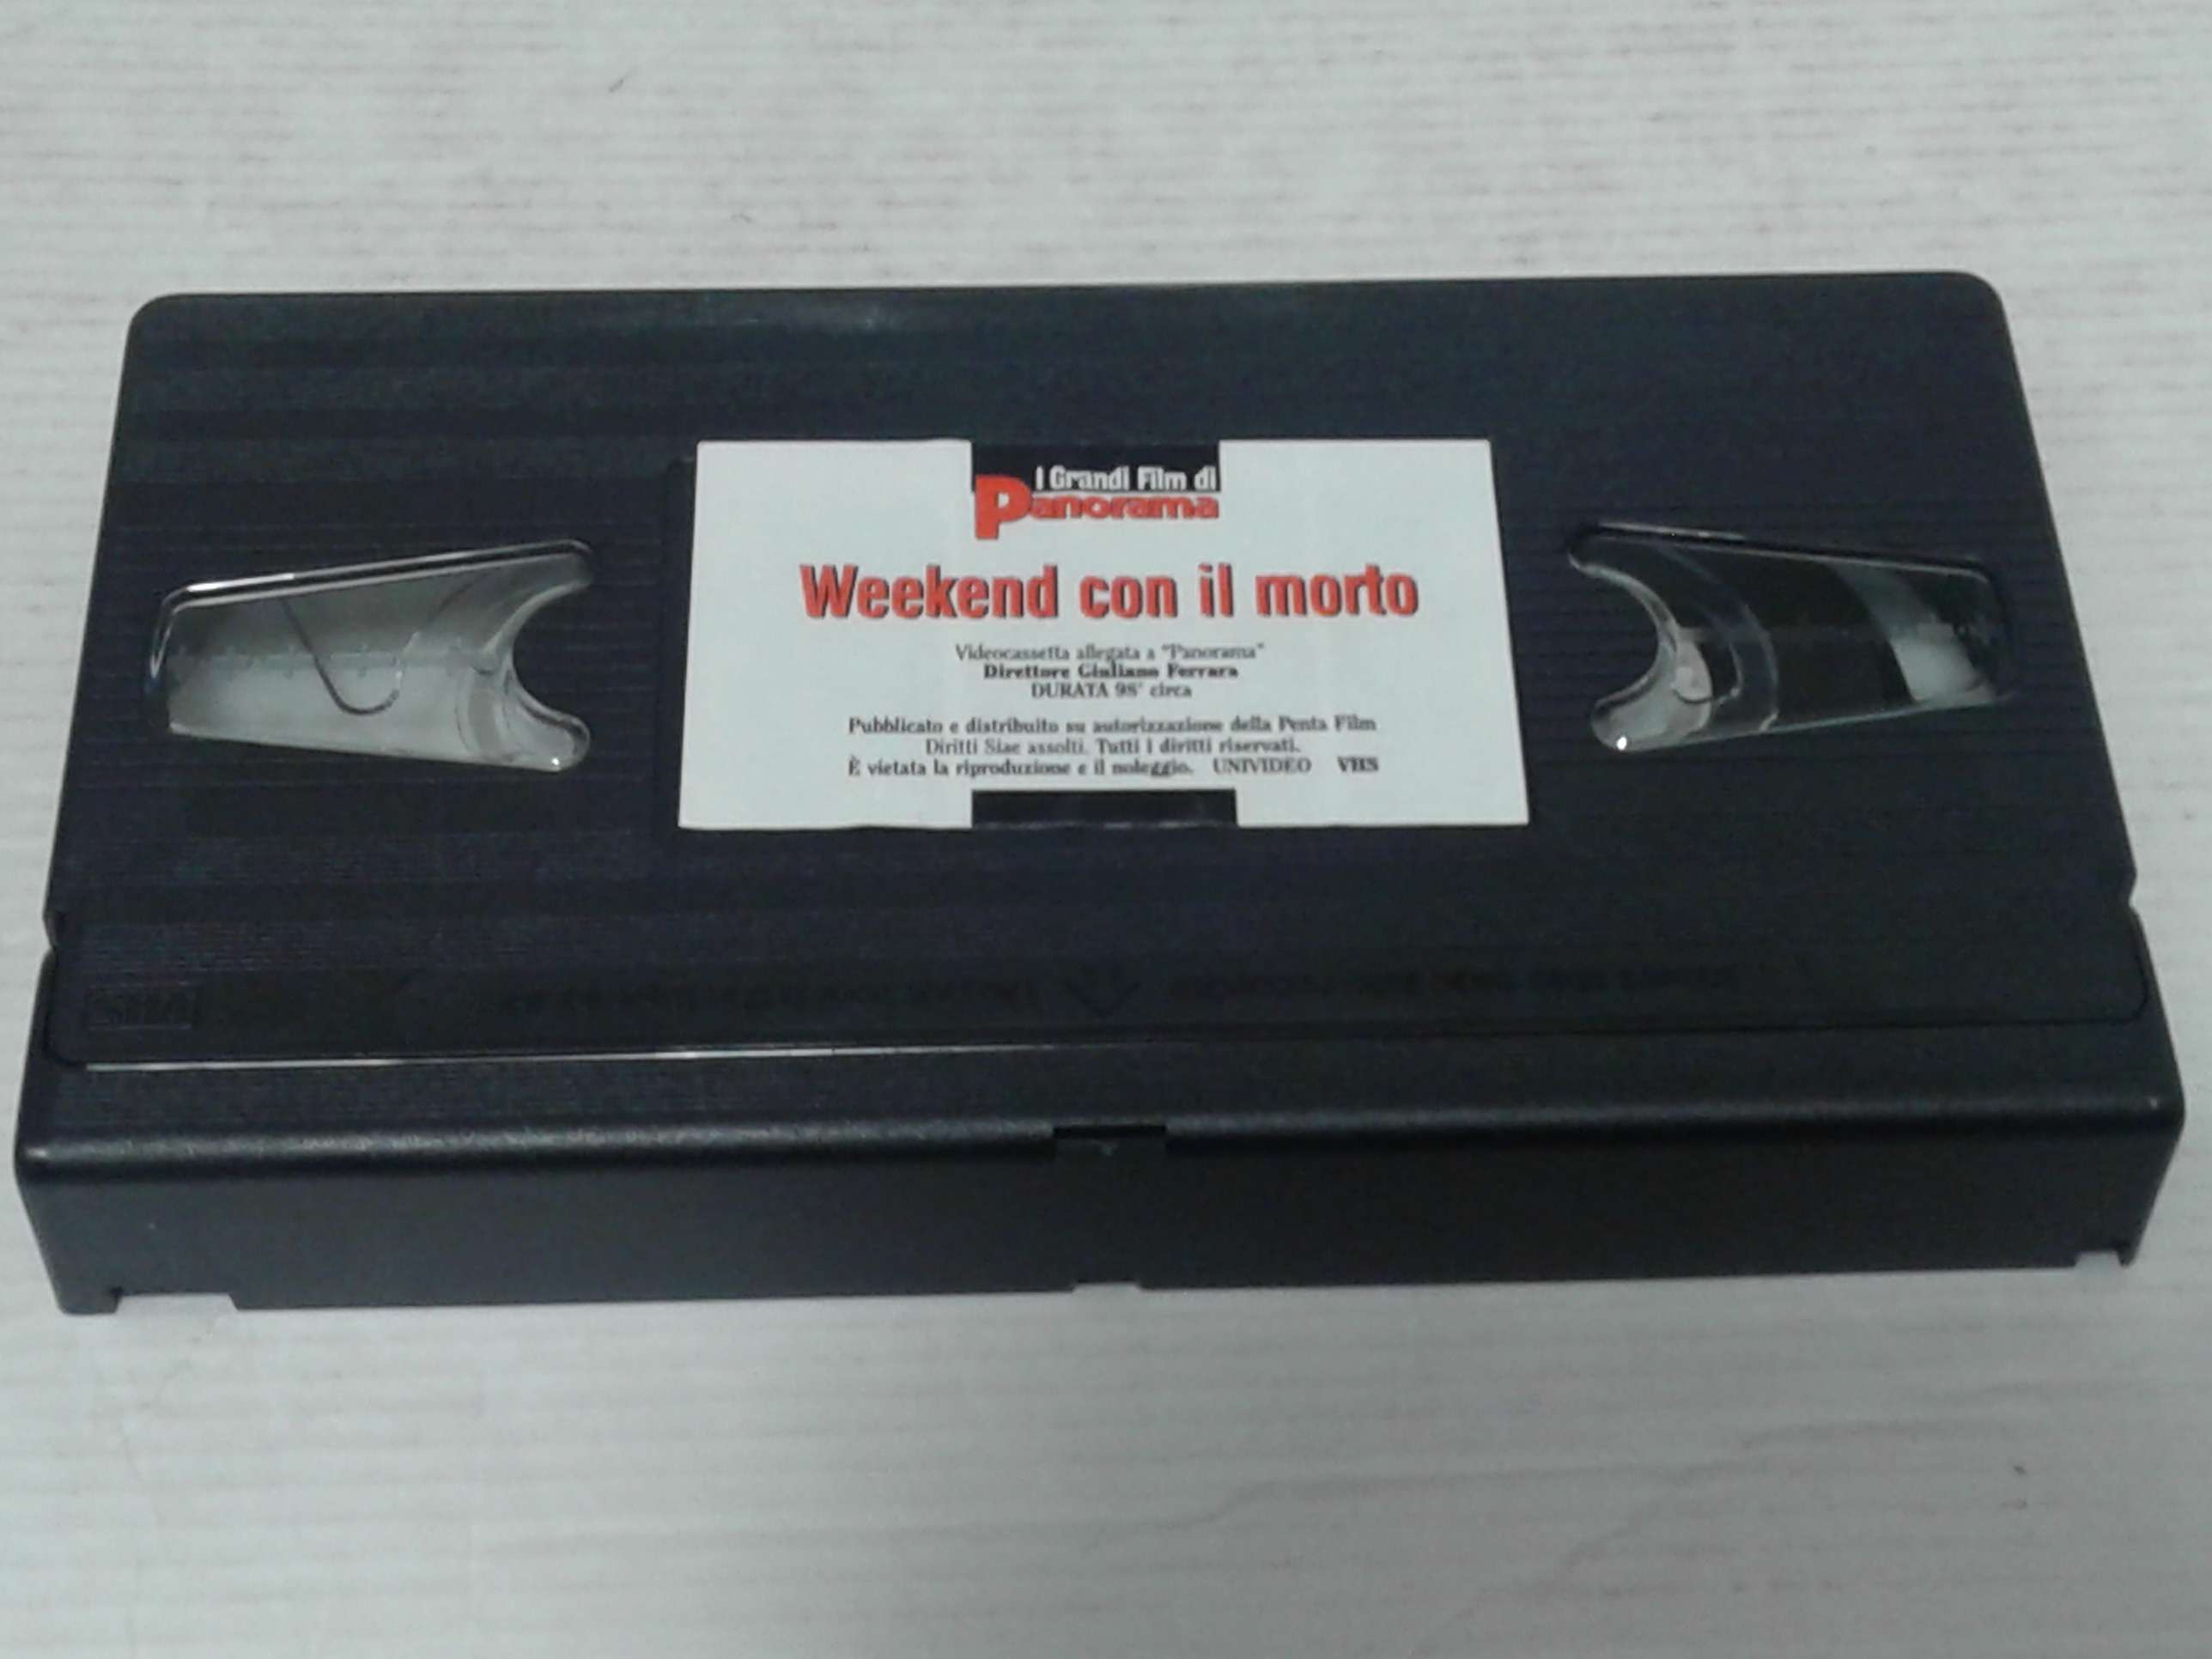 I Grandi Film di
Panorama
Weekend con il morto
Videocassetta allegata a "Panorama"
Direttore Giuliano Ferrara
DURATA 98' circa
Pubblicato e distribuito su autorizzazione della Penta Film
Diritti Siae assolti. Tutti i diritti riservati.
È vietata la riproduzione e il noleggio. UNIVIDEO VHS